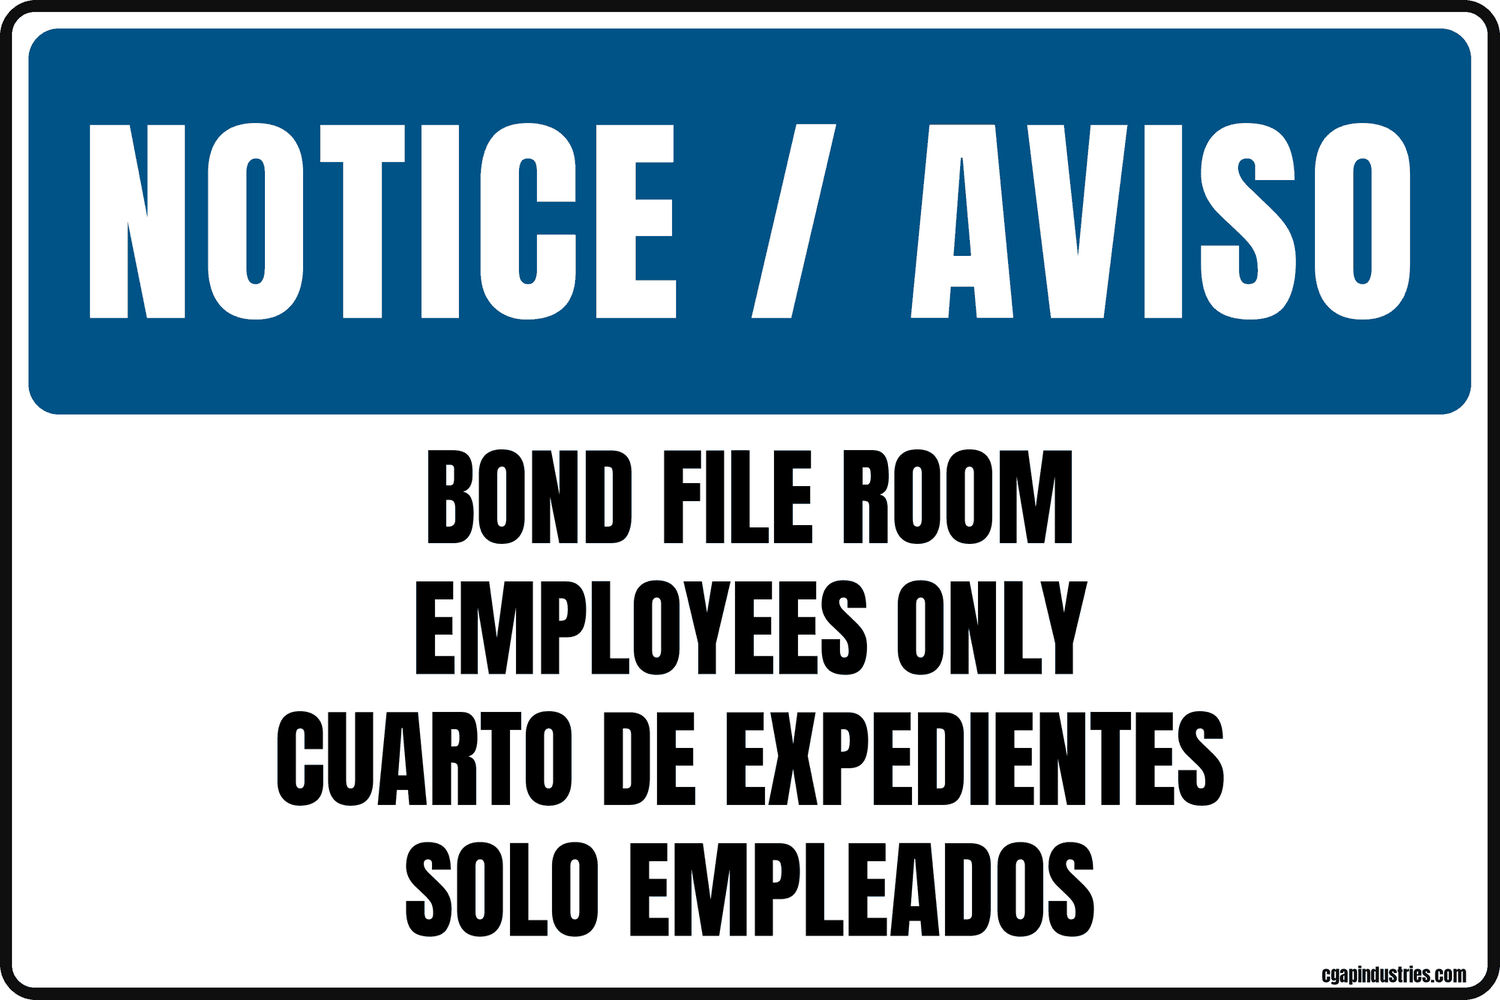 NOTICE / AVISO
BOND FILE ROOM
EMPLOYEES ONLY
CUARTO DE EXPEDIENTES
SOLO EMPLEADOS
cgapindustries.com